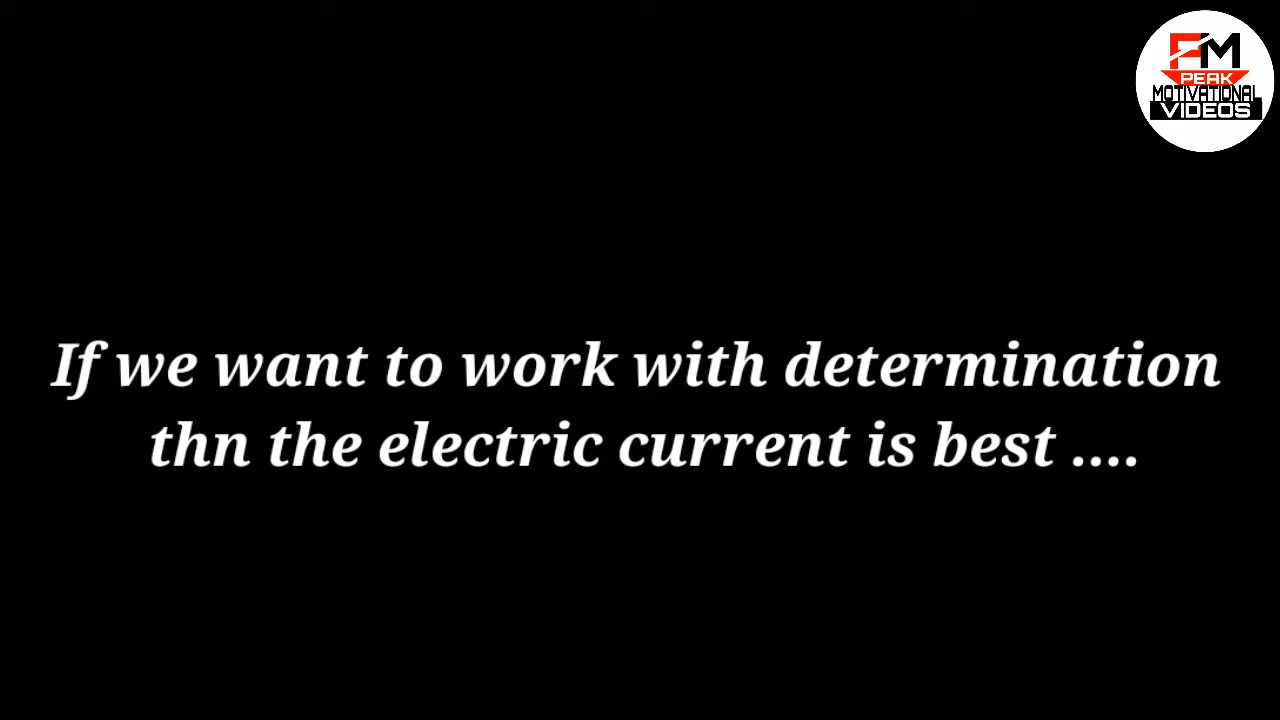 PM
PEAK
MOTIVATIONAL
VIDEOS
If we want to work with determination
thn the electric current is best ....